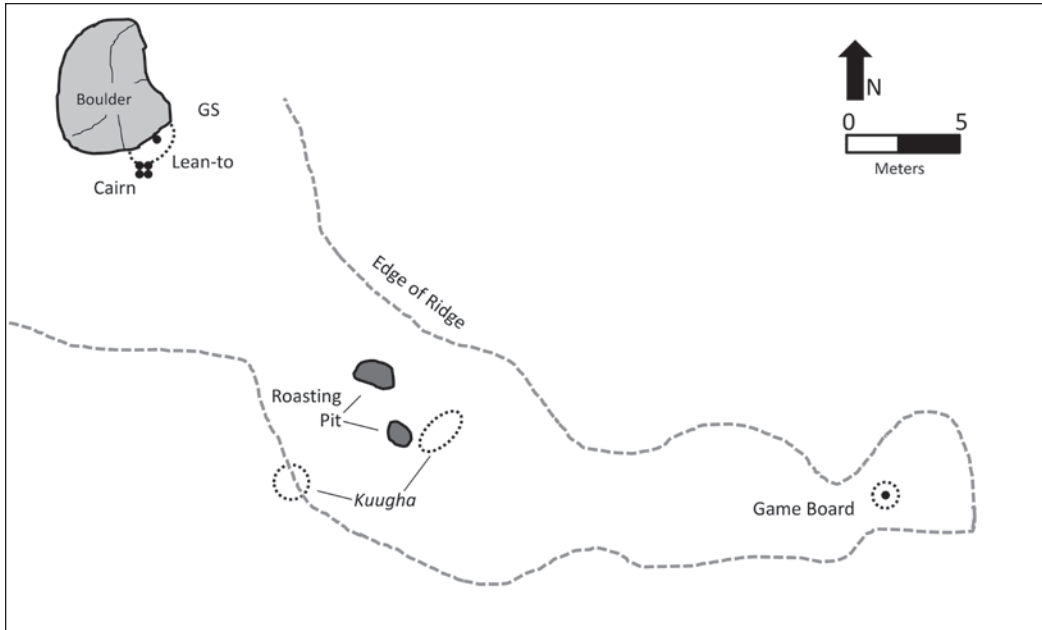 Boulder
GS
Lean-to
Cairn
N
0 5
Meters
Edge of Ridge
Roasting
Pit
Kuugha
Game Board